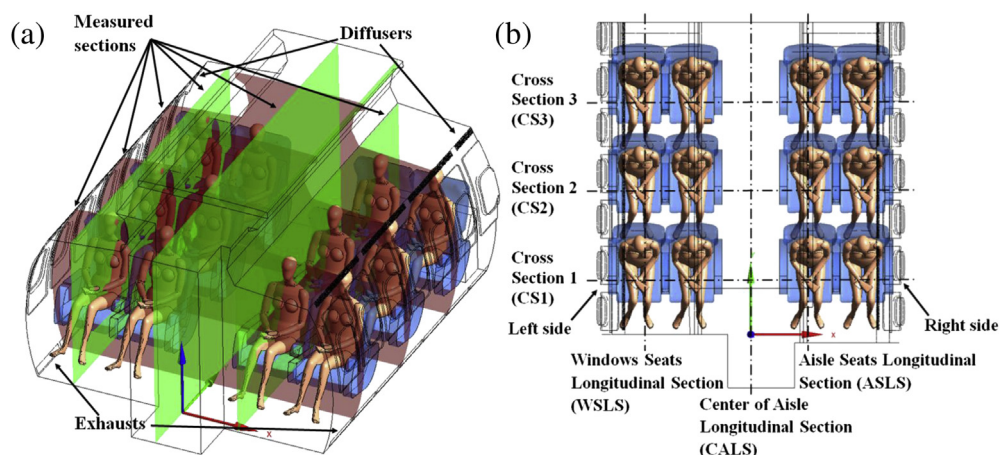 (a)
Measured
sections
Diffusers
Exhausts
X
(b)
Cross
Section 3
(CS3)
Cross
Section 2
(CS2)
Cross
Section 1
(CS1)
Left side
Right side
x
Windows Seats
Longitudinal Section
(WSLS)
Aisle Seats Longitudinal
Section (ASLS)
Center of Aisle
Longitudinal Section
(CALS)